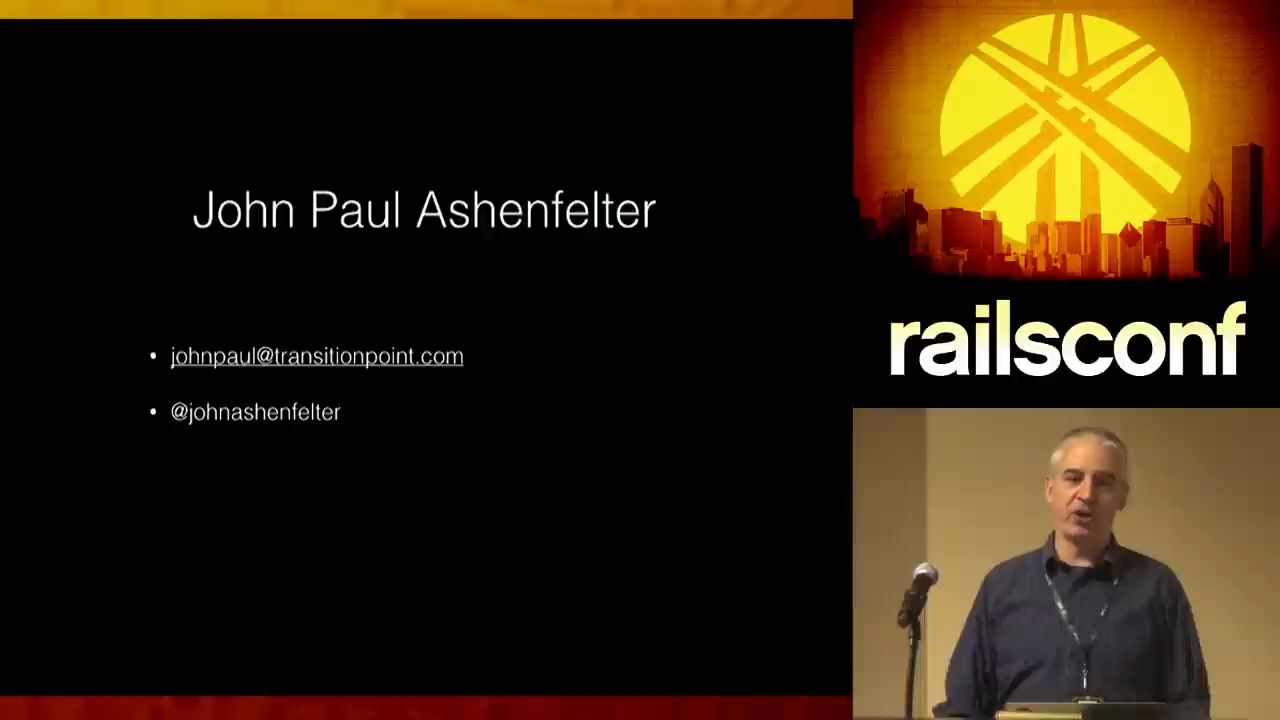 John Paul Ashenfelter
• johnpaul@transitionpoint.com
• @johnashenfelter
railsconf